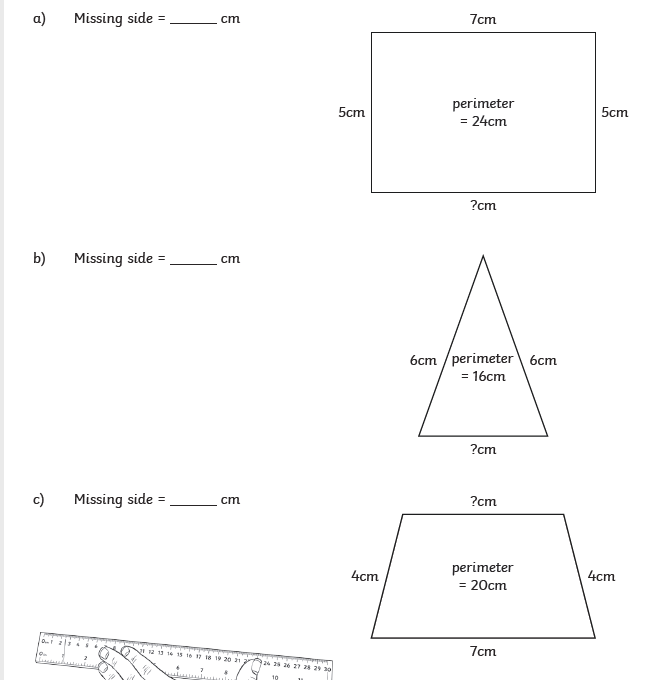 a) Missing side = ______ cm
7cm
5cm
perimeter
= 24cm
5cm
?cm
b) Missing side = ______ cm
6cm
perimeter
= 16cm
6cm
?cm
c) Missing side = ______ cm
?cm
4cm
perimeter
= 20cm
4cm
7cm